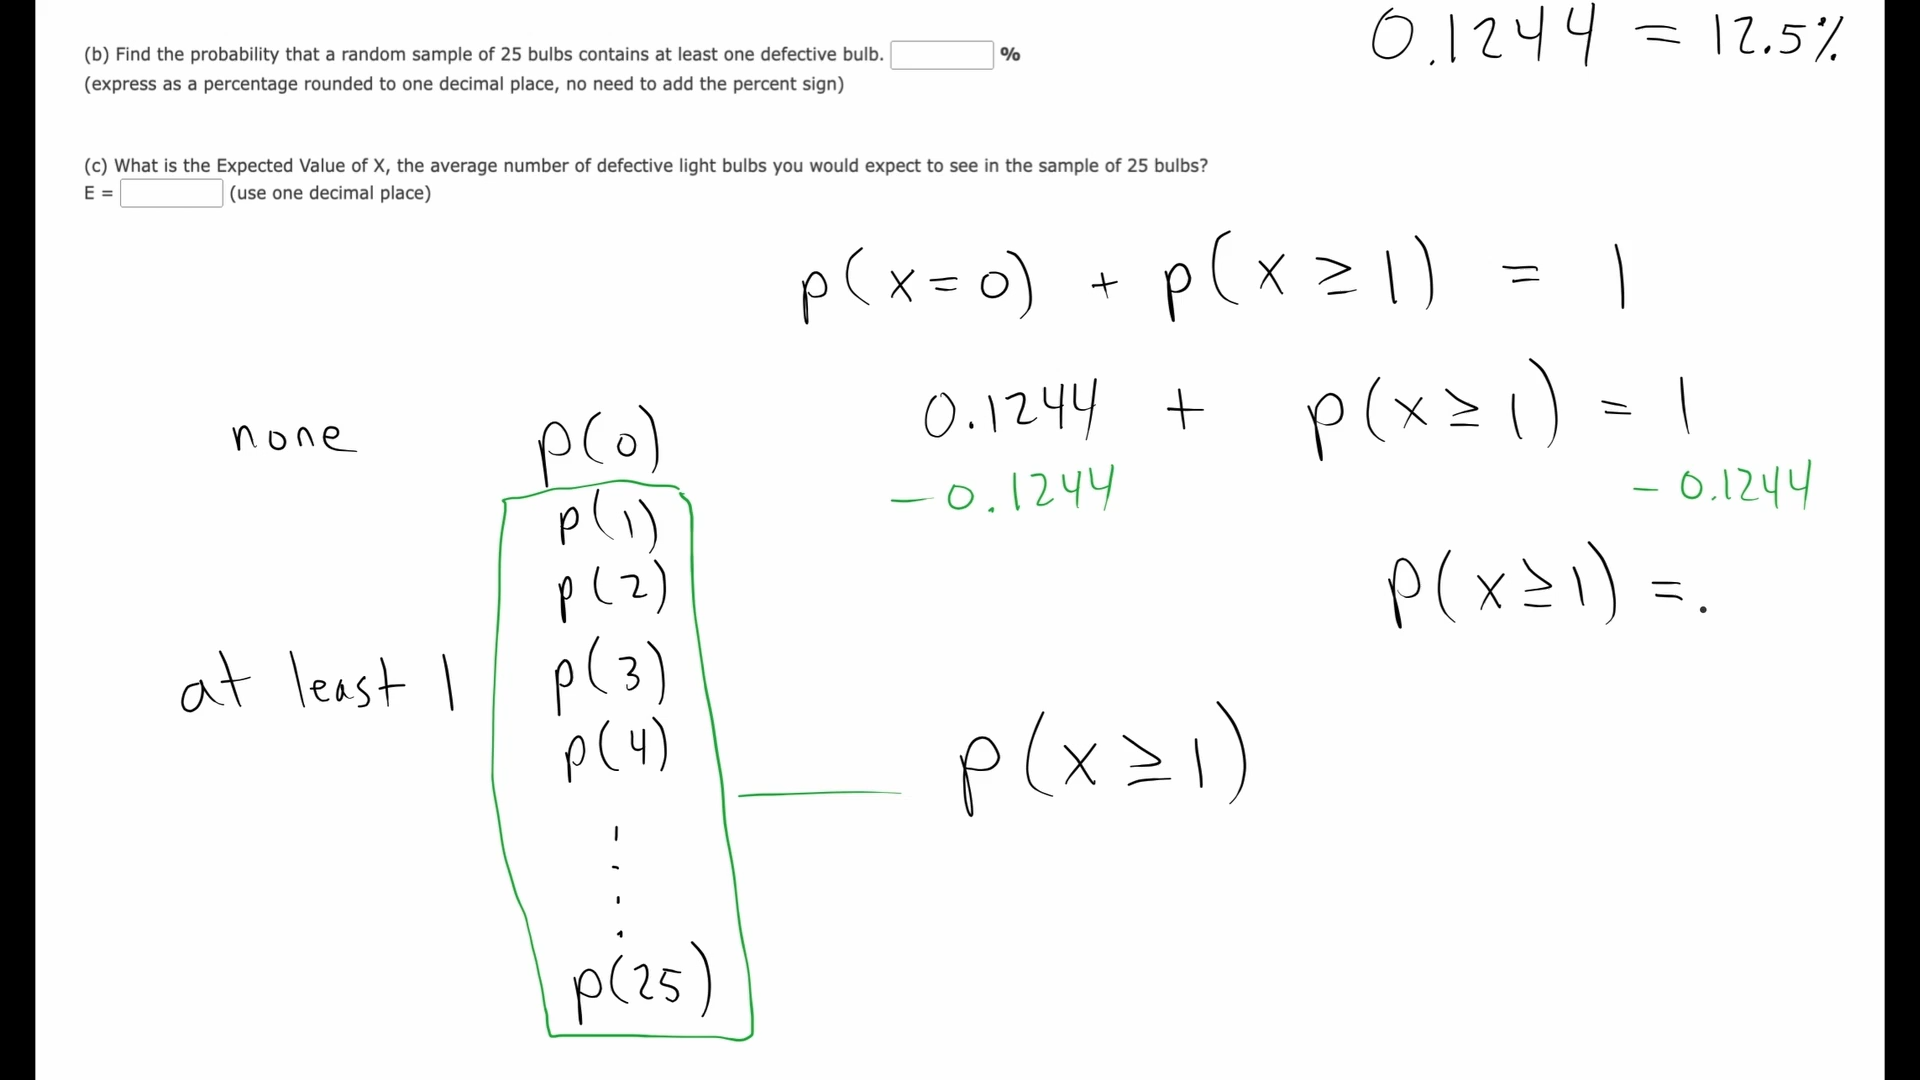 0.1244 = 12.5%
(b) Find the probability that a random sample of 25 bulbs contains at least one defective bulb. %
(express as a percentage rounded to one decimal place, no need to add the percent sign)
(c) What is the Expected Value of X, the average number of defective light bulbs you would expect to see in the sample of 25 bulbs?
E = (use one decimal place)
p(x=0) + p(x ≥ 1) = 1
0.1244 + p(x ≥ 1) = 1
-0.1244 -0.1244
p(x≥1) = .
none p(0)
p(1)
p(2)
at least 1 p(3)
p(4) p(x ≥ 1)
p(25)